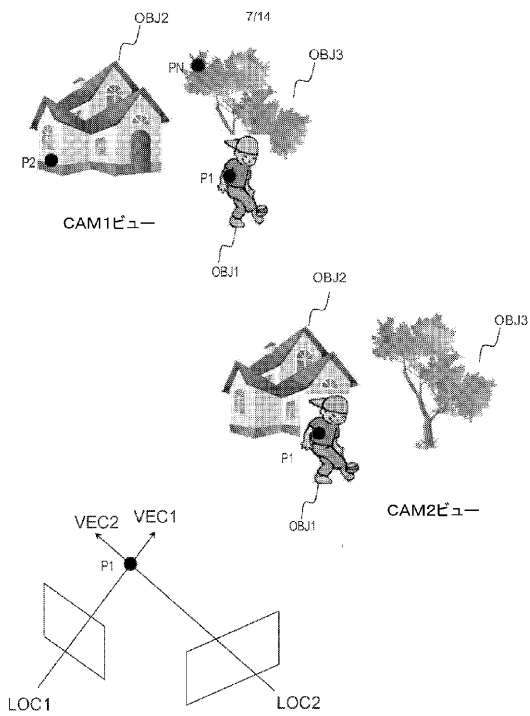 7/14
OBJ2
PN
OBJ3
P2
P1
CAM1ビュー
OBJ1
OBJ2
OBJ3
P1
OBJ1
CAM2ビュー
VEC2
VEC1
P1
LOC1
LOC2